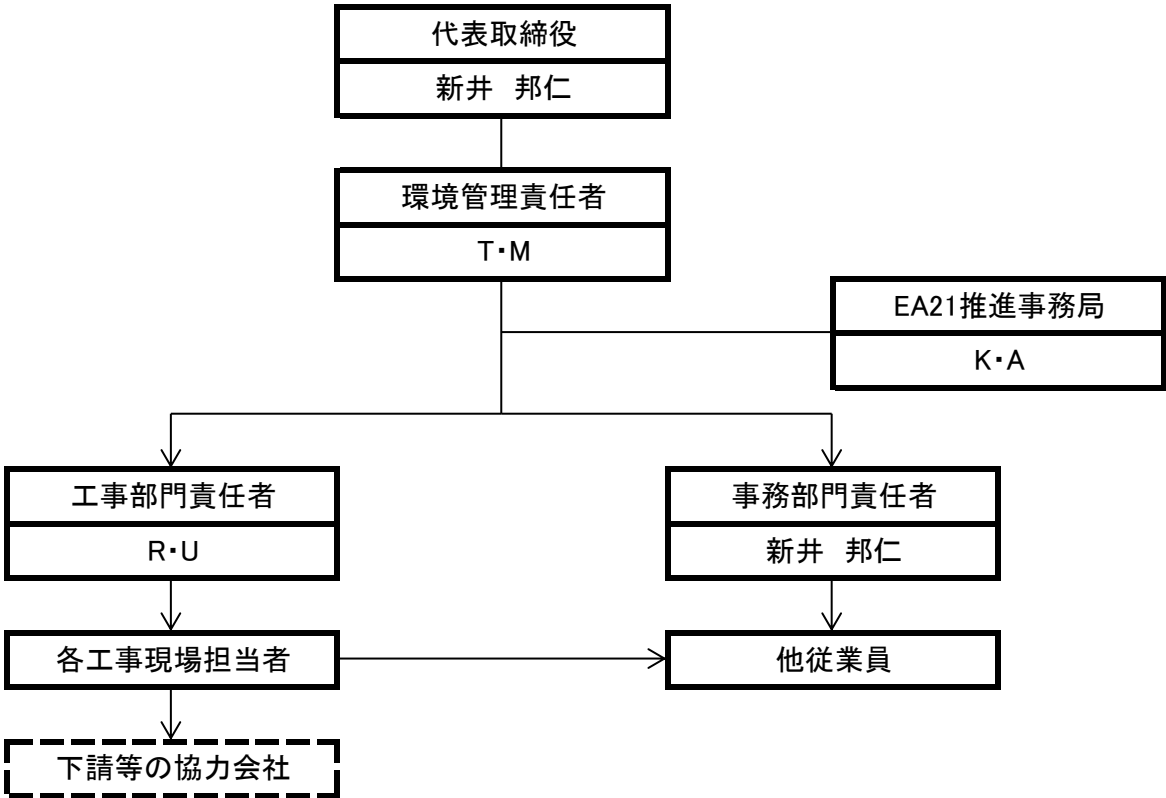 代表取締役
新井　邦仁
環境管理責任者
T・M
EA21推進事務局
K・A
工事部門責任者
R・U
事務部門責任者
新井　邦仁
各工事現場担当者
他従業員
下請等の協力会社